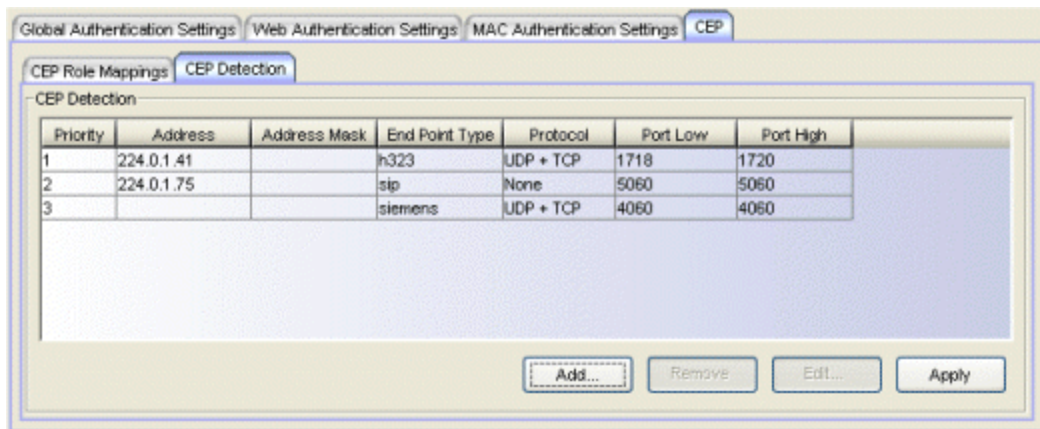 Global Authentication Settings Web Authentication Settings MAC Authentication Settings CEP
CEP Role Mappings CEP Detection
CEP Detection
Priority Address Address Mask End Point Type Protocol Port Low Port High
1 224.0.1.41 h323 UDP + TCP 1718 1720
2 224.0.1.75 sip None 5060 5060
3 siemens UDP + TCP 4060 4060
Add... Remove Edit... Apply